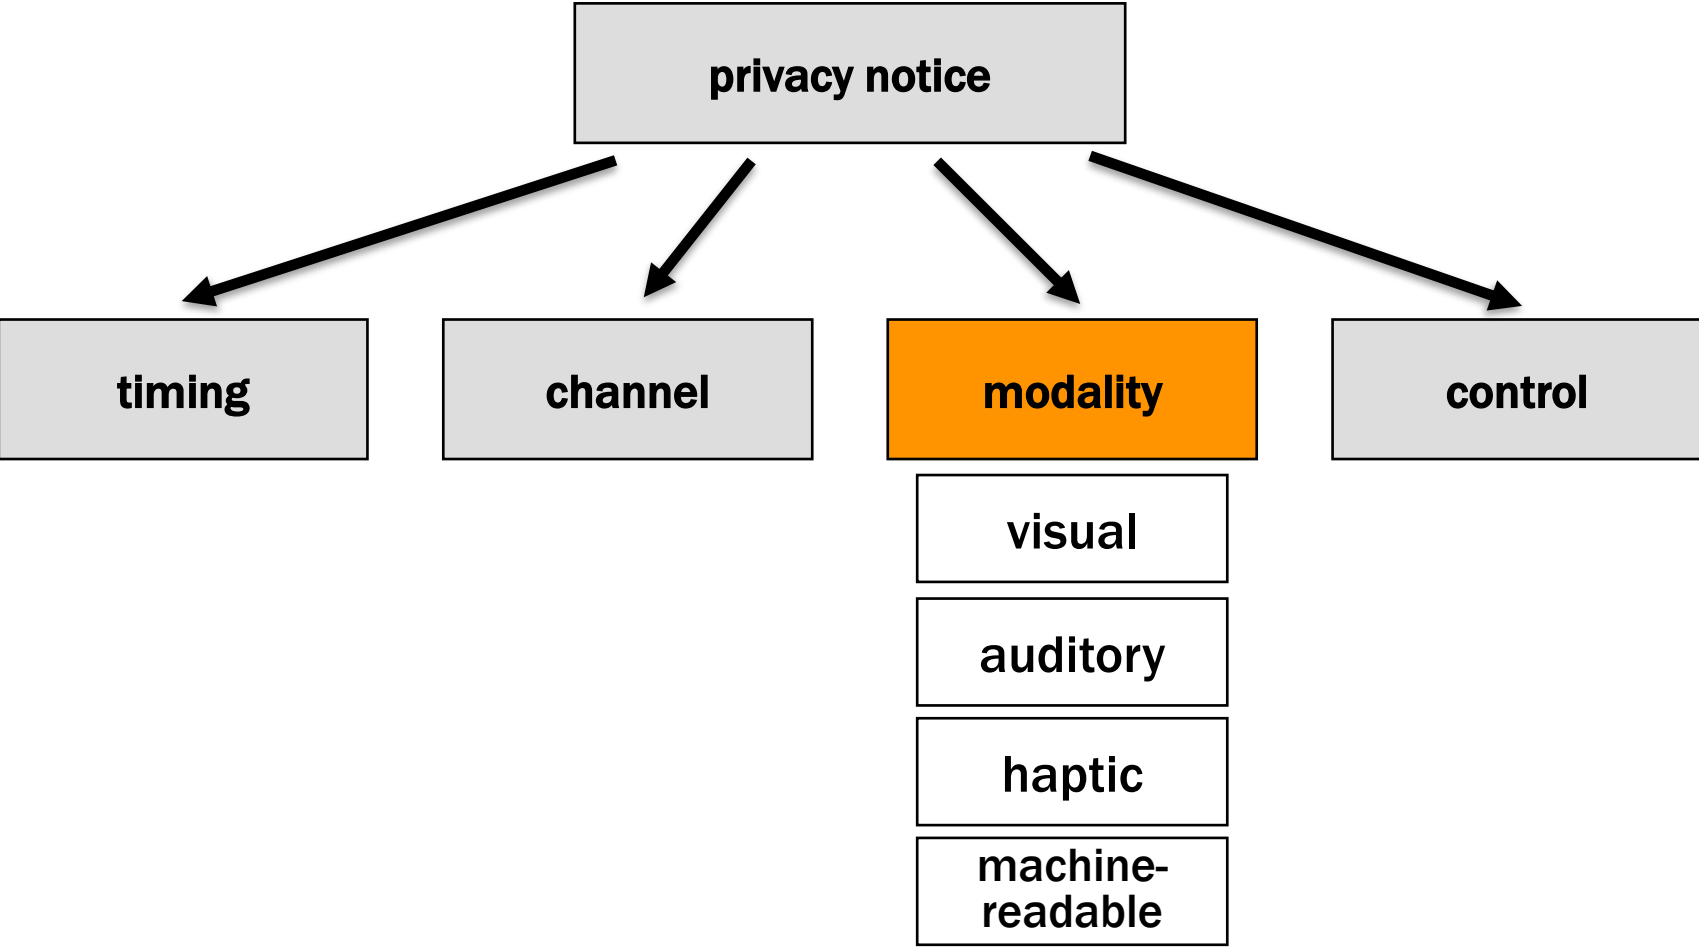 privacy notice
timing
channel
modality
control
visual
auditory
haptic
machine-
readable